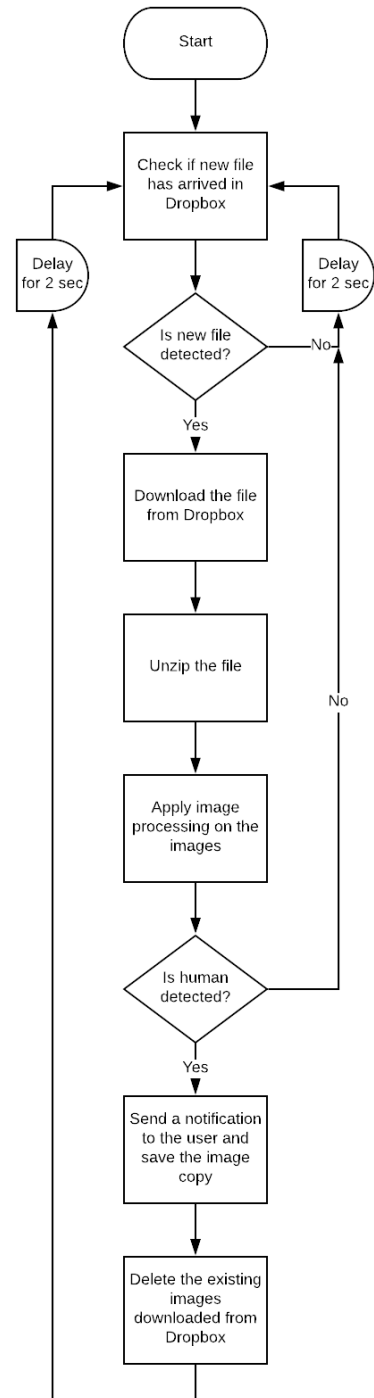 Start
Check if new file
has arrived in
Dropbox
Delay
for 2 sec
Delay
for 2 sec
Is new file
detected?
No
Yes
Download the file
from Dropbox
Unzip the file
No
Apply image
processing on the
images
Is human
detected?
Yes
Send a notification
to the user and
save the image
copy
Delete the existing
images
downloaded from
Dropbox